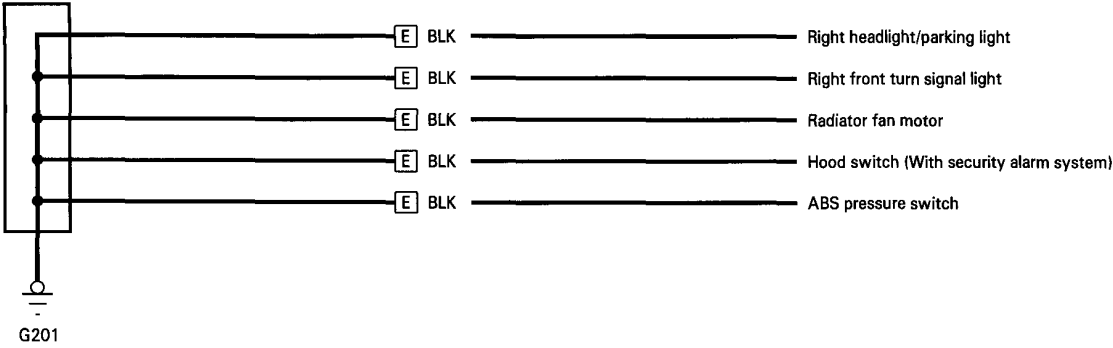 E BLK Right headlight/parking light
E BLK Right front turn signal light
E BLK Radiator fan motor
E BLK Hood switch (With security alarm system)
E BLK ABS pressure switch
G201